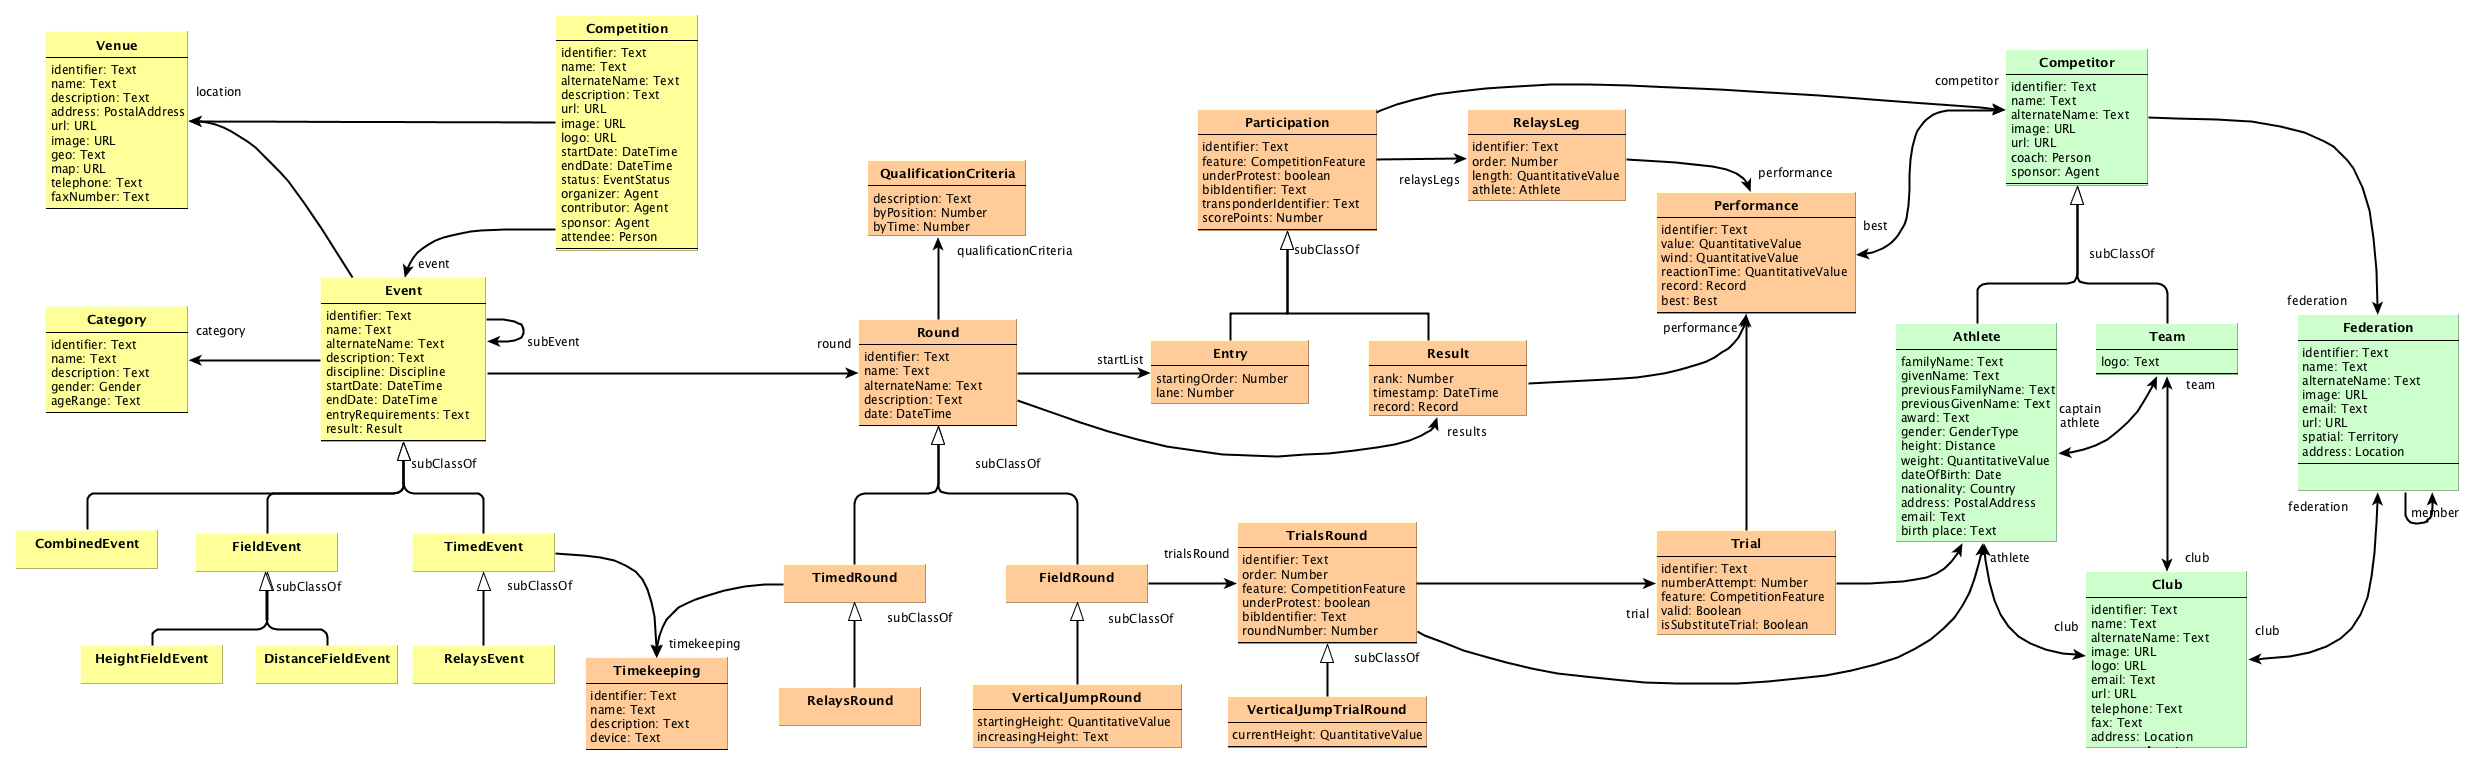 Venue
identifier: Text
name: Text
description: Text
address: PostalAddress
url: URL
image: URL
geo: Text
map: URL
telephone: Text
faxNumber: Text
location
Competition
identifier: Text
name: Text
alternateName: Text
description: Text
url: URL
image: URL
logo: URL
startDate: DateTime
endDate: DateTime
status: EventStatus
organizer: Agent
contributor: Agent
sponsor: Agent
attendee: Person
event
Category
identifier: Text
name: Text
description: Text
gender: Gender
ageRange: Text
category
Event
identifier: Text
name: Text
alternateName: Text
description: Text
discipline: Discipline
startDate: DateTime
endDate: DateTime
entryRequirements: Text
result: Result
subEvent
subClassOf
CombinedEvent
FieldEvent
TimedEvent
subClassOf
subClassOf
HeightFieldEvent
DistanceFieldEvent
RelaysEvent
timekeeping
Timekeeping
identifier: Text
name: Text
description: Text
device: Text
QualificationCriteria
description: Text
byPosition: Number
byTime: Number
qualificationCriteria
round
Round
identifier: Text
name: Text
alternateName: Text
description: Text
date: DateTime
subClassOf
TimedRound
FieldRound
subClassOf
subClassOf
RelaysRound
VerticalJumpRound
startingHeight: QuantitativeValue
increasingHeight: Text
startList
results
trialsRound
Participation
identifier: Text
feature: CompetitionFeature
underProtest: boolean
bibIdentifier: Text
transponderIdentifier: Text
scorePoints: Number
subClassOf
relaysLegs
RelaysLeg
identifier: Text
order: Number
length: QuantitativeValue
athlete: Athlete
performance
Entry
startingOrder: Number
lane: Number
Result
rank: Number
timestamp: DateTime
record: Record
Performance
identifier: Text
value: QuantitativeValue
wind: QuantitativeValue
reactionTime: QuantitativeValue
record: Record
best: Best
performance
TrialsRound
identifier: Text
order: Number
feature: CompetitionFeature
underProtest: boolean
bibIdentifier: Text
roundNumber: Number
subClassOf
VerticalJumpTrialRound
currentHeight: QuantitativeValue
trial
Trial
identifier: Text
numberAttempt: Number
feature: CompetitionFeature
valid: Boolean
isSubstituteTrial: Boolean
competitor
best
Competitor
identifier: Text
name: Text
alternateName: Text
image: URL
url: URL
coach: Person
sponsor: Agent
subClassOf
Athlete
familyName: Text
givenName: Text
previousFamilyName: Text
previousGivenName: Text
award: Text
gender: GenderType
height: Distance
weight: QuantitativeValue
dateOfBirth: Date
nationality: Country
address: PostalAddress
email: Text
birth place: Text
athlete
Team
logo: Text
team
captain
athlete
club
club
club
Club
identifier: Text
name: Text
alternateName: Text
image: URL
logo: URL
email: Text
url: URL
telephone: Text
fax: Text
address: Location
federation
Federation
identifier: Text
name: Text
alternateName: Text
image: URL
email: Text
url: URL
spatial: Territory
address: Location
federation
member